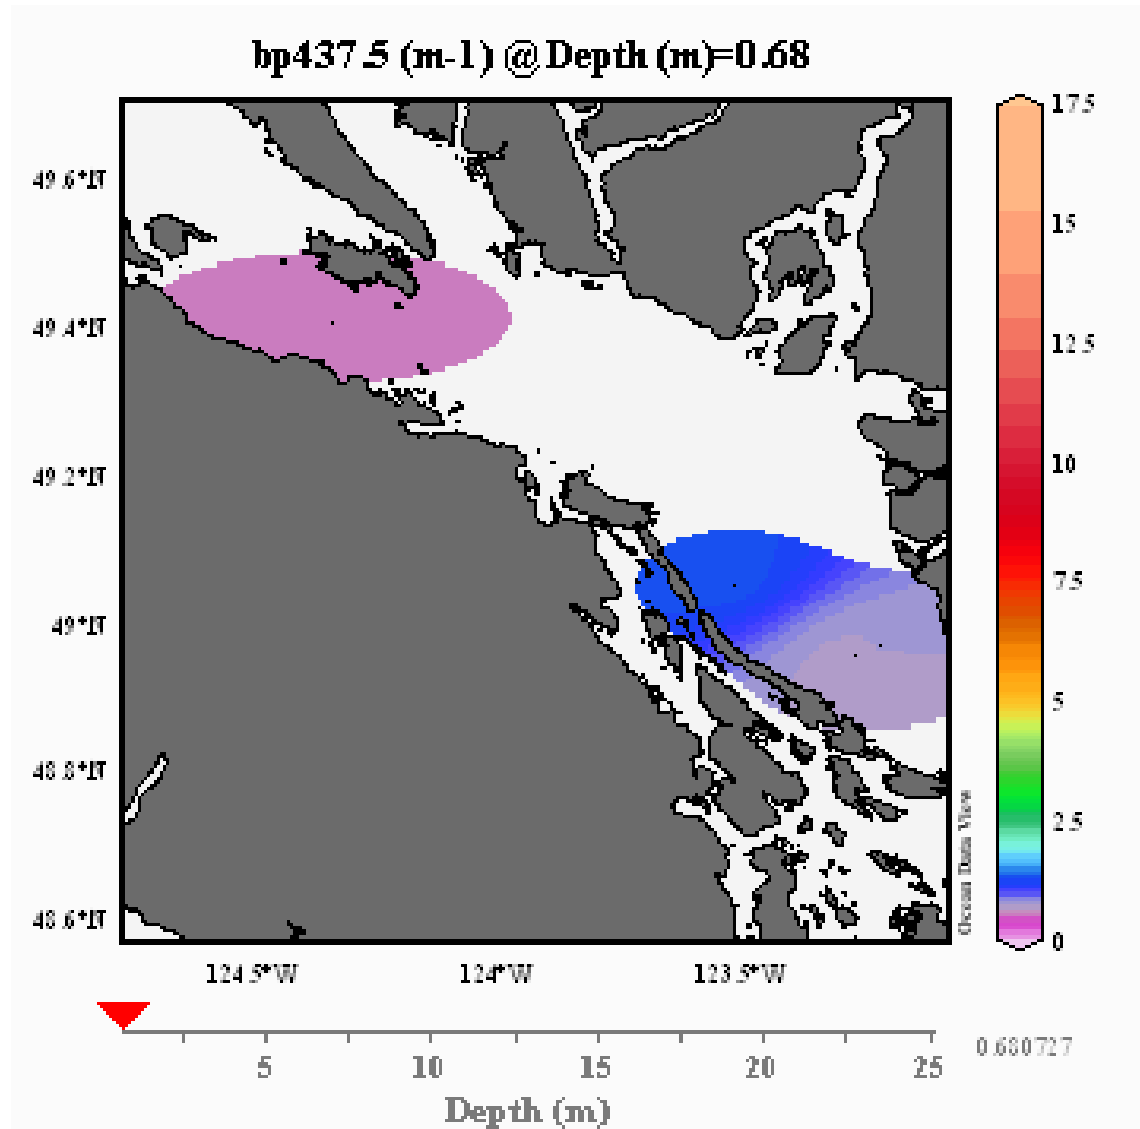 bp437.5 (m-1) @ Depth (m)=0.68
17.5
15
12.5
10
7.5
5
2.5
0
49.6°N
49.4°N
49.2°N
49°N
48.8°N
48.6°N
Ocean Data View
124.5°W 124°W 123.5°W
5 10 15 20 25
0.680727
Depth (m)